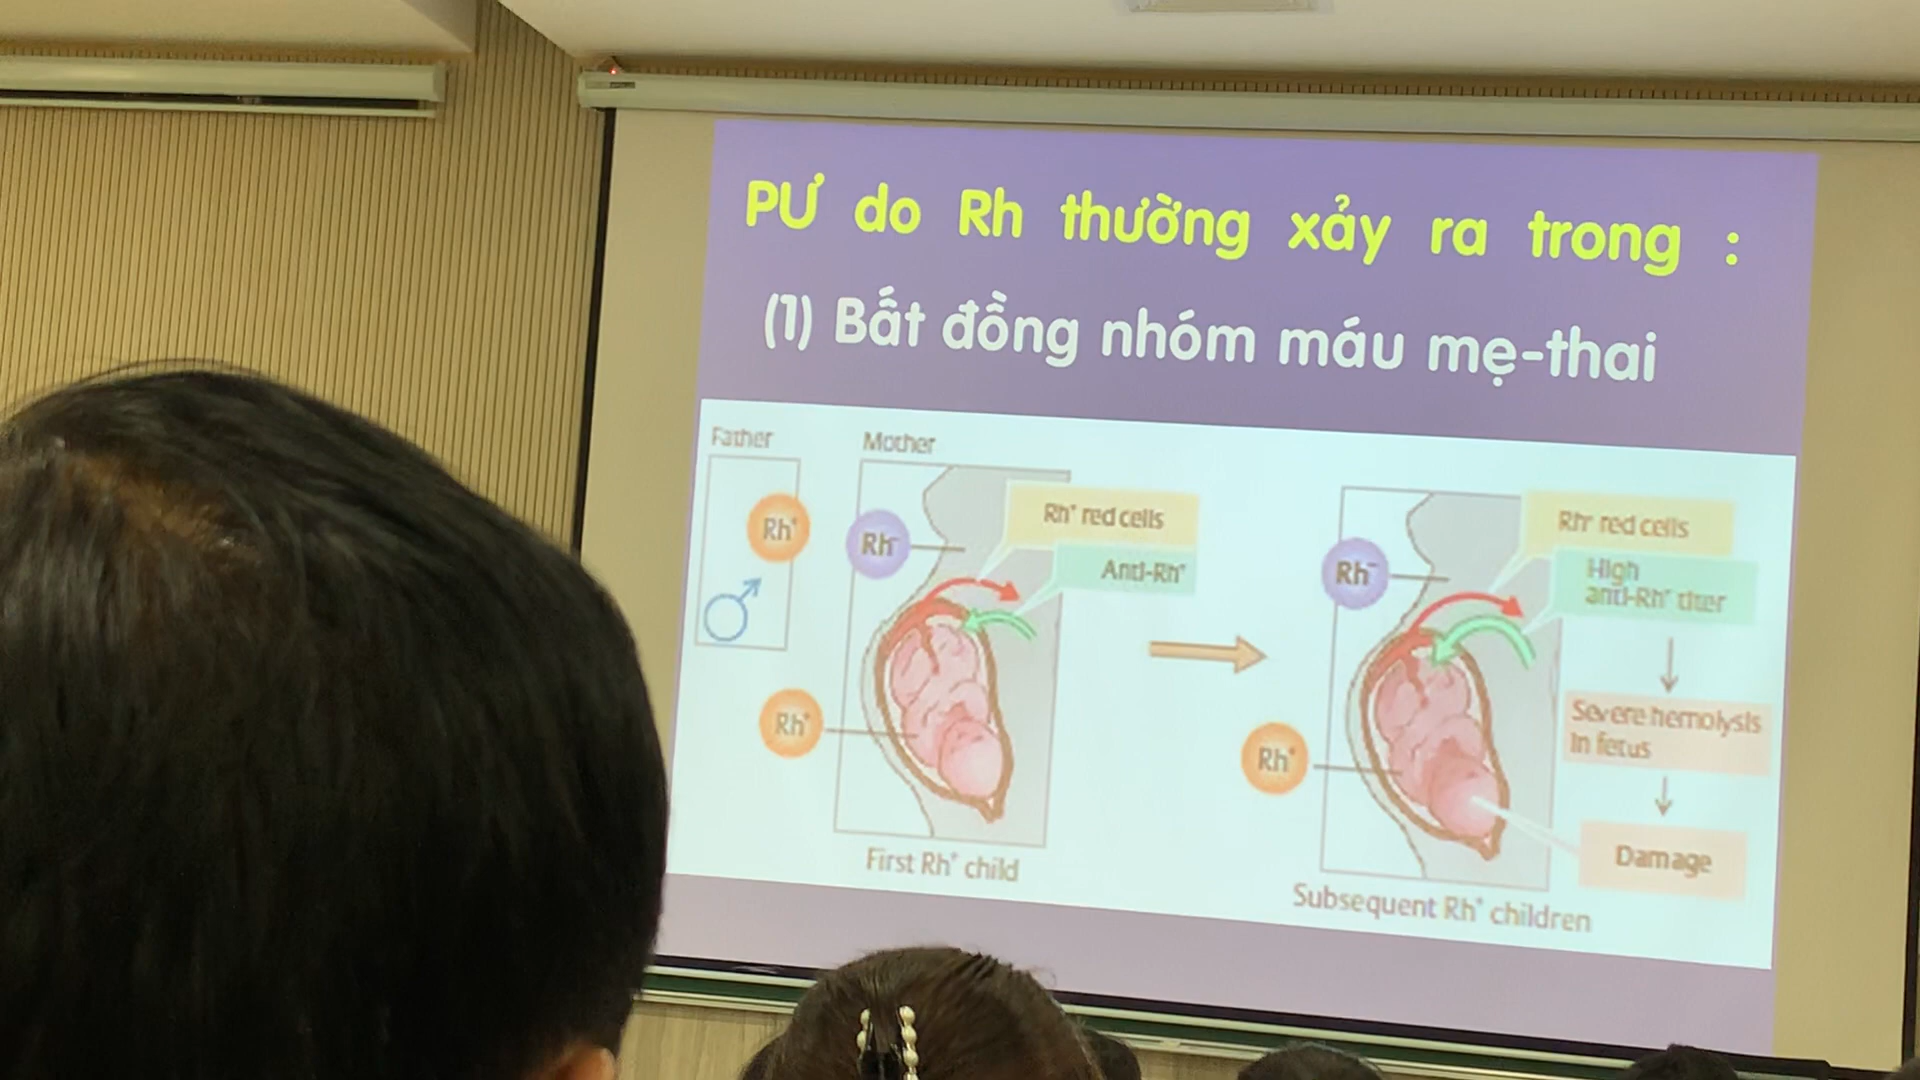 PƯ do Rh thường xảy ra trong :
(1) Bất đồng nhóm máu mẹ-thai
Father
Mother
Rh⁺
Rh⁻
Rh⁺ red cells
Anti-Rh⁺
Rh⁺
First Rh⁺ child
Rh⁻
Rh⁺ red cells
High
anti-Rh⁺ titer
Rh⁺
Severe hemolysis
in fetus
Damage
Subsequent Rh⁺ children